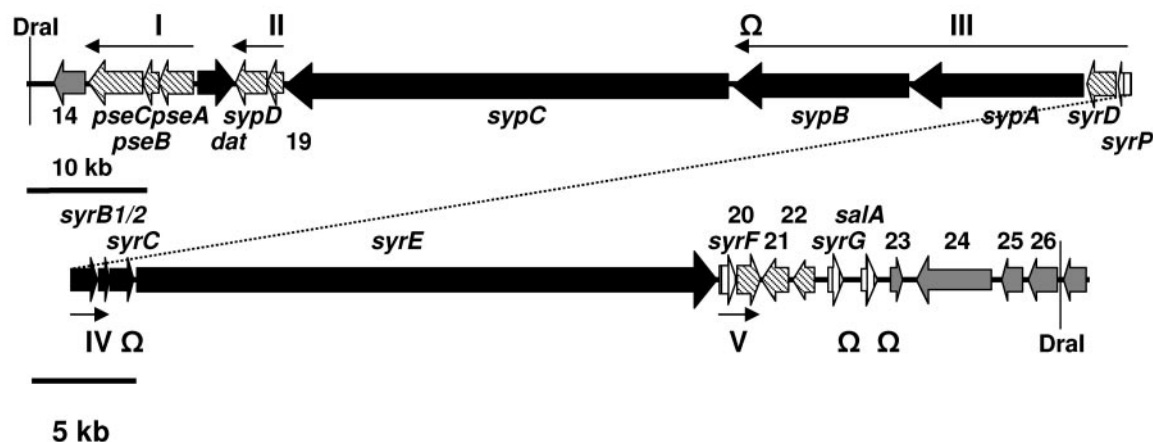 DraI I II Ω III
14 pseC pseA sypD sypC sypB sypA syrD
pseB dat 19 syrP
10 kb
syrB1/2 20 22 salA
syrC syrE syrF 21 syrG 23 24 25 26
IV Ω V Ω Ω DraI
5 kb